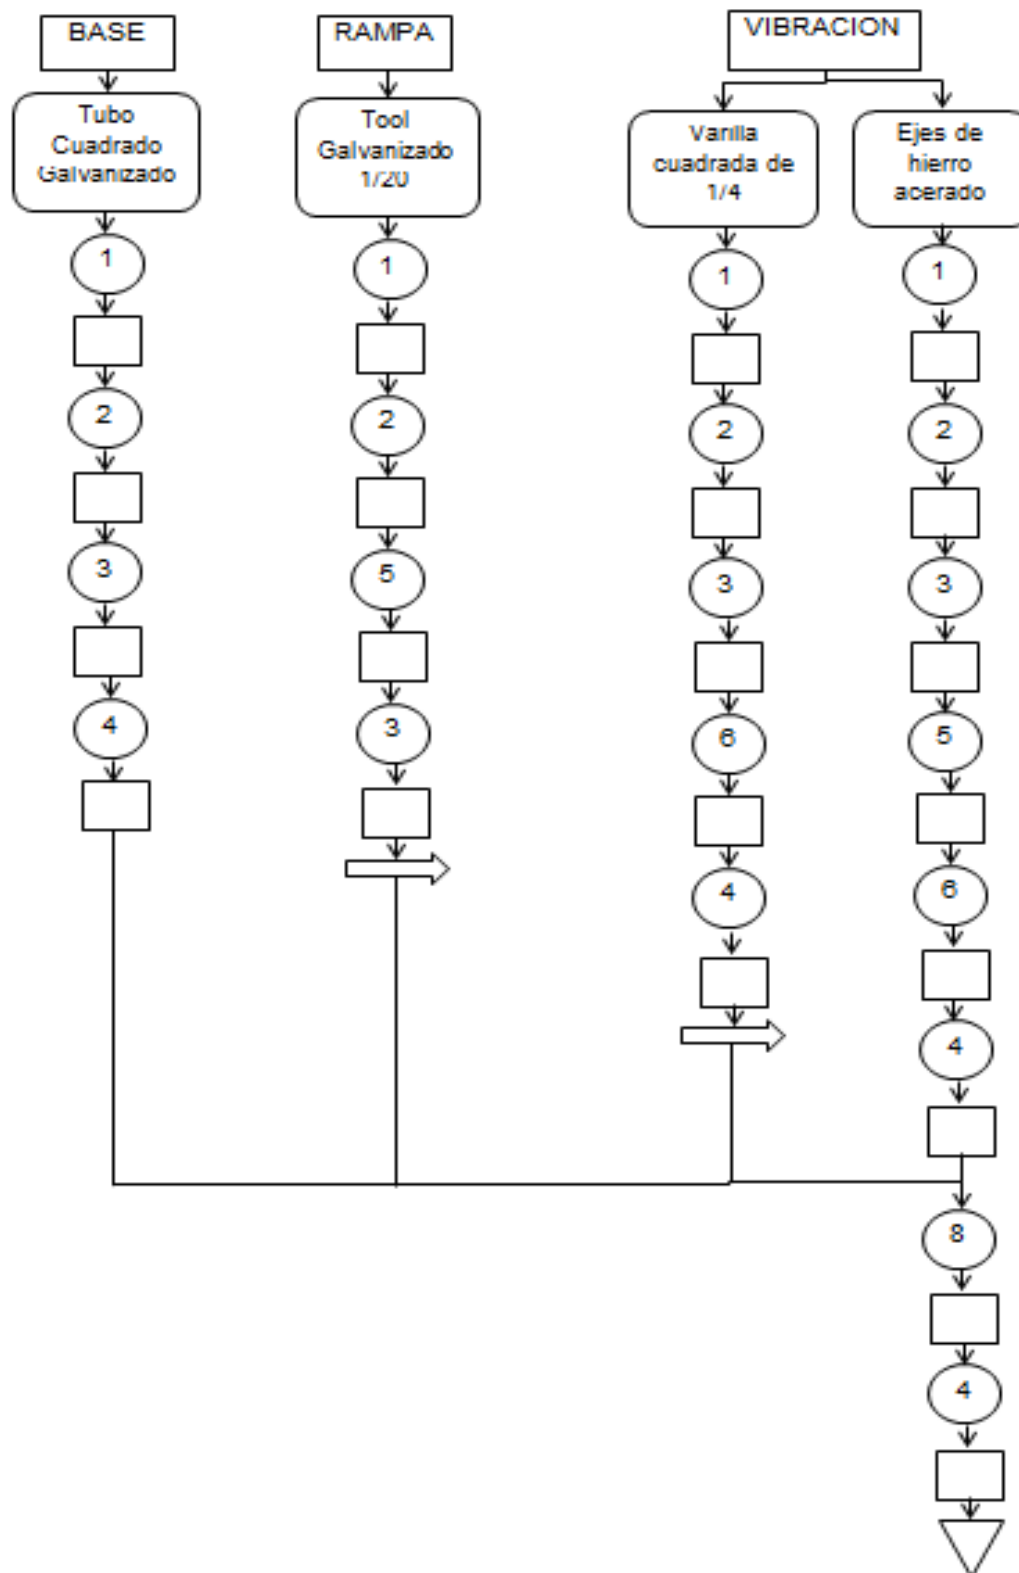 BASE
Tubo
Cuadrado
Galvanizado
1
2
3
4
RAMPA
Tool
Galvanizado
1/20
1
2
5
3
VIBRACION
Varilla
cuadrada de
1/4
1
2
3
6
4
Ejes de
hierro
acerado
1
2
3
5
6
4
8
4